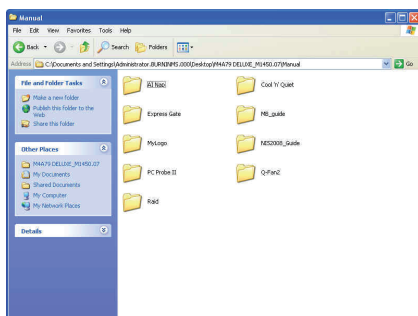 Manual
File Edit View Favorites Tools Help
Back Search Folders
Address C:\Documents and Settings\Administrator.BURNINMS.000\Desktop\M4A79 DELUXE_M1450.07\Manual Go
File and Folder Tasks
Make a new folder
Publish this folder to the Web
Share this folder
Other Places
M4A79 DELUXE_M1450.07
My Documents
Shared Documents
My Computer
My Network Places
Details
AI Nap
Cool 'n' Quiet
Express Gate
MB_guide
MyLogo
NIS2008_Guide
PC Probe II
Q-Fan2
Raid